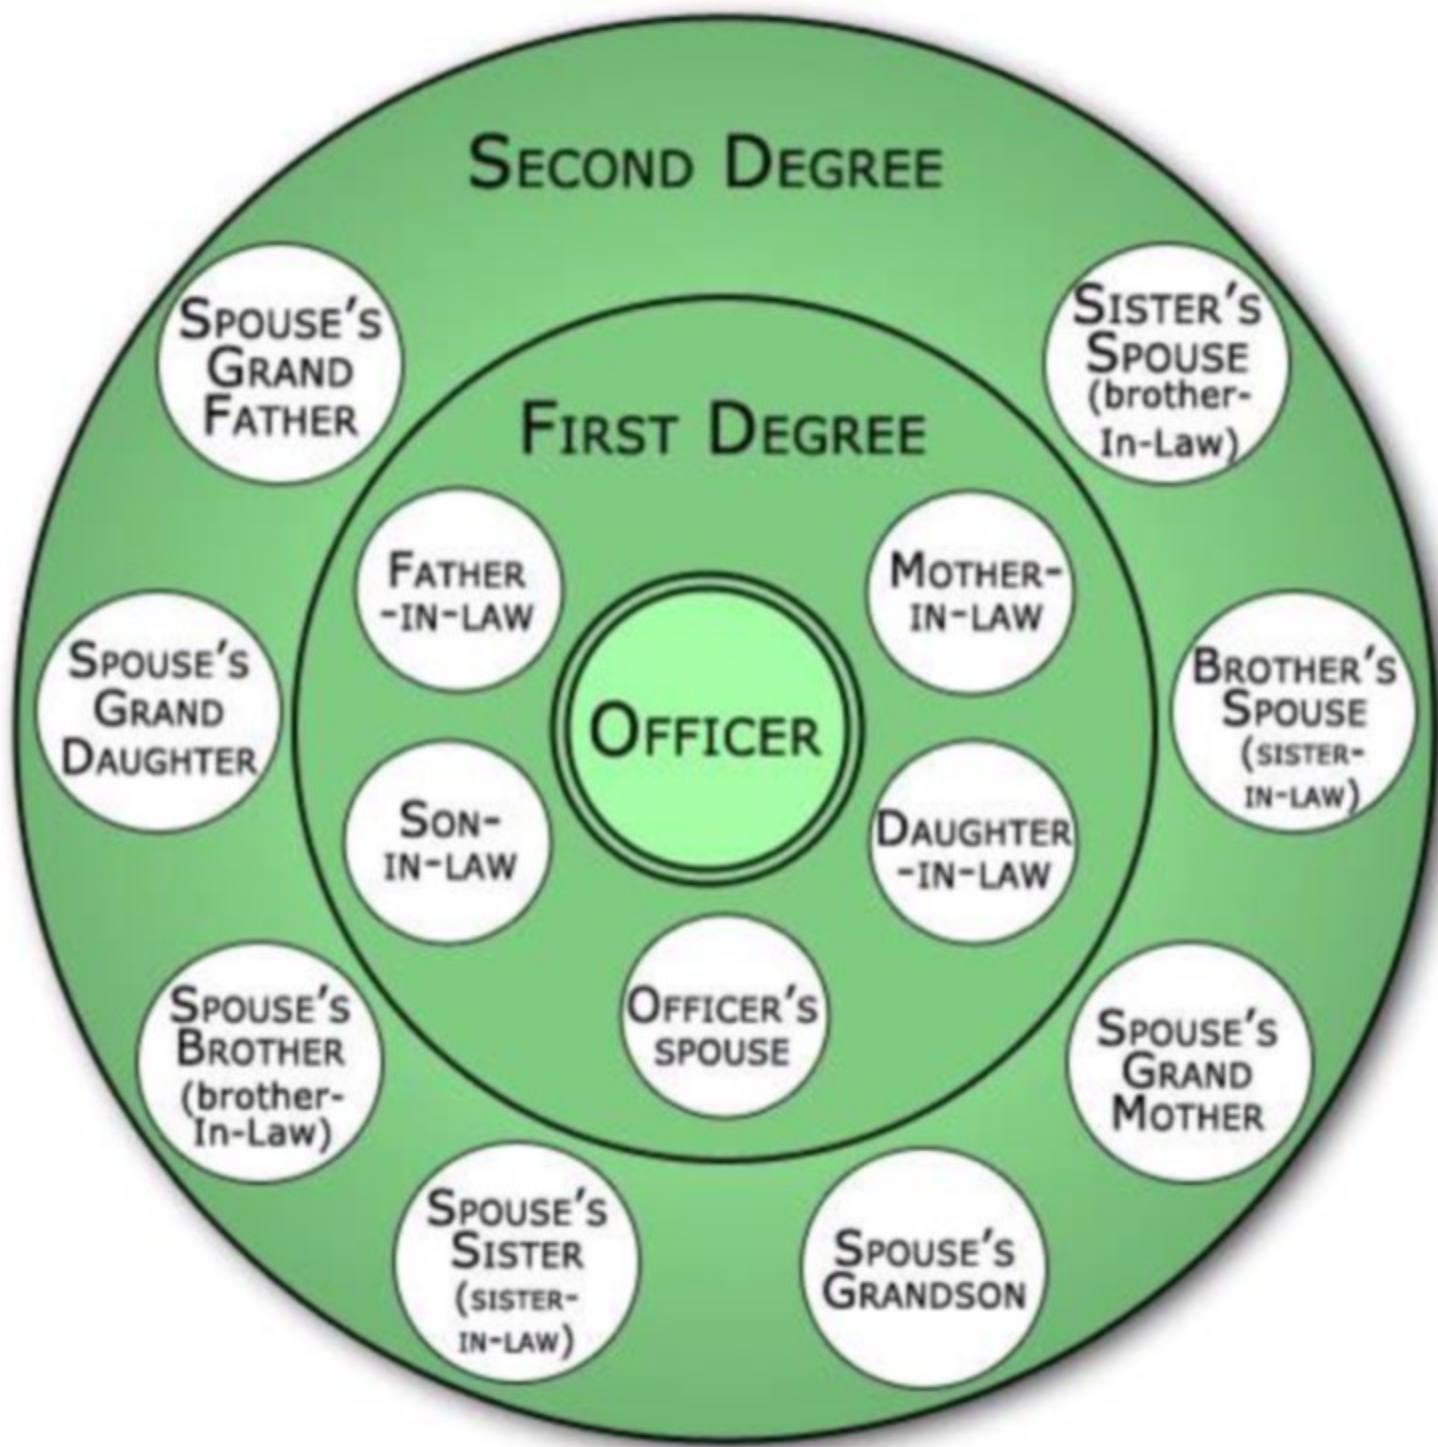 SECOND DEGREE
SPOUSE'S
GRAND
FATHER
SISTER'S
SPOUSE
(brother-
In-Law)
FIRST DEGREE
FATHER
-IN-LAW
MOTHER-
IN-LAW
SPOUSE'S
GRAND
DAUGHTER
OFFICER
BROTHER'S
SPOUSE
(SISTER-
IN-LAW)
SON-
IN-LAW
DAUGHTER
-IN-LAW
SPOUSE'S
BROTHER
(brother-
In-Law)
OFFICER'S
SPOUSE
SPOUSE'S
GRAND
MOTHER
SPOUSE'S
SISTER
(SISTER-
IN-LAW)
SPOUSE'S
GRANDSON